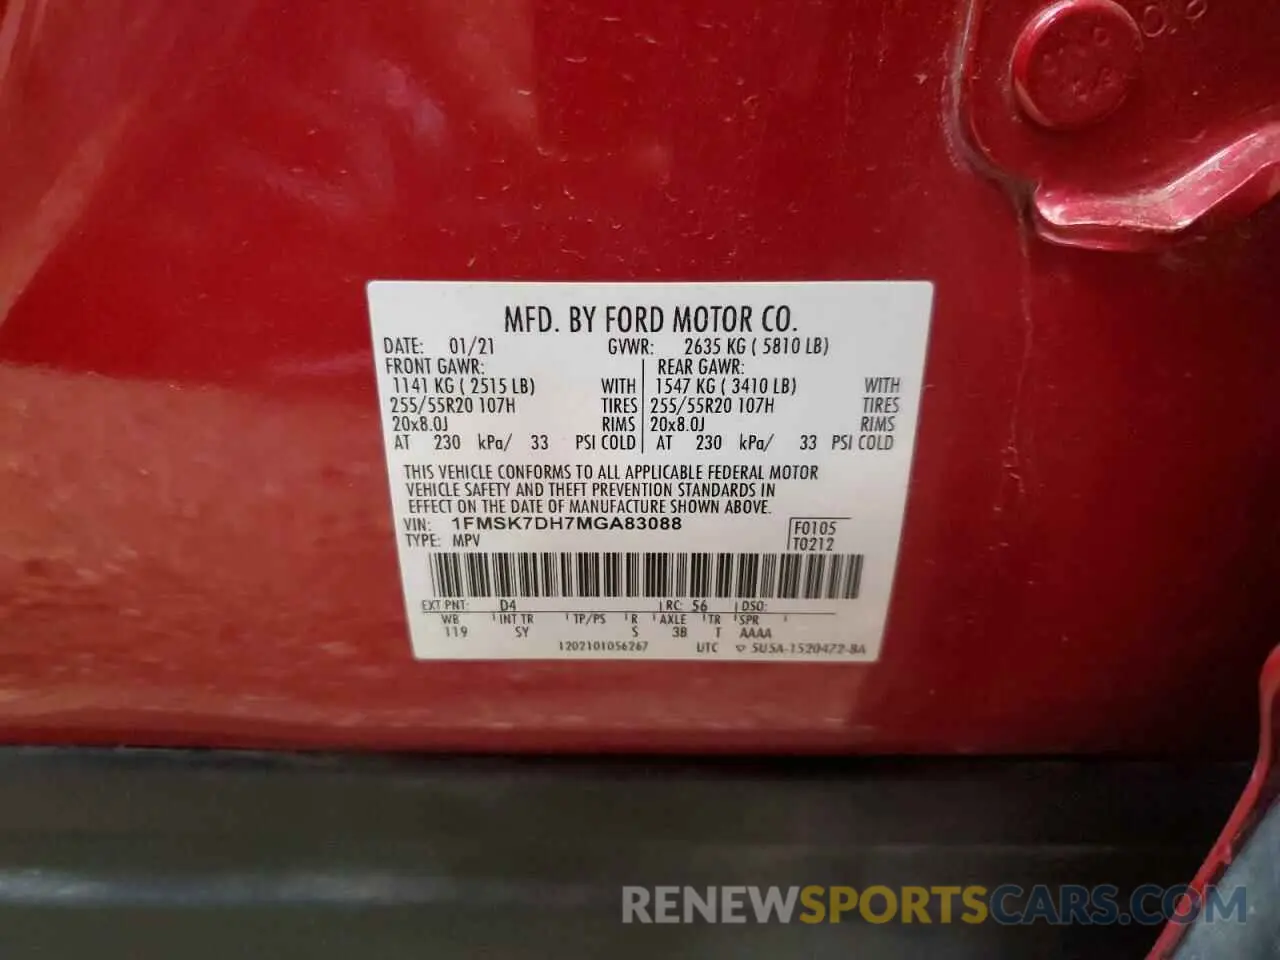 MFD. BY FORD MOTOR CO.
DATE: 01/21 GVWR: 2635 KG ( 5810 LB)
FRONT GAWR: REAR GAWR:
1141 KG ( 2515 LB) WITH 1547 KG ( 3410 LB) WITH
255/55R20 107H TIRES 255/55R20 107H TIRES
20x8.0J RIMS 20x8.0J RIMS
AT 230 kPa/ 33 PSI COLD AT 230 kPa/ 33 PSI COLD
THIS VEHICLE CONFORMS TO ALL APPLICABLE FEDERAL MOTOR
VEHICLE SAFETY AND THEFT PREVENTION STANDARDS IN
EFFECT ON THE DATE OF MANUFACTURE SHOWN ABOVE.
VIN: 1FMSK7DH7MGA83088 F0105
TYPE: MPV T0212
EXT PNT: D4 RC: 56 DSO:
WB INT TR TP/PS R AXLE TR SPR
119 SY S 3B T AAAA
1202101056267 UTC 5USA-1520472-BA
RENEWSPORTSCARS.COM